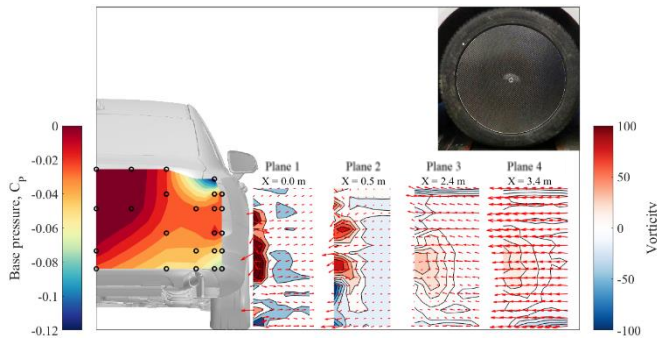 Base pressure, C_P
0
-0.02
-0.04
-0.06
-0.08
-0.1
-0.12
Plane 1
X = 0.0 m
Plane 2
X = 0.5 m
Plane 3
X = 2.4 m
Plane 4
X = 3.4 m
100
50
0
-50
-100
Vorticity